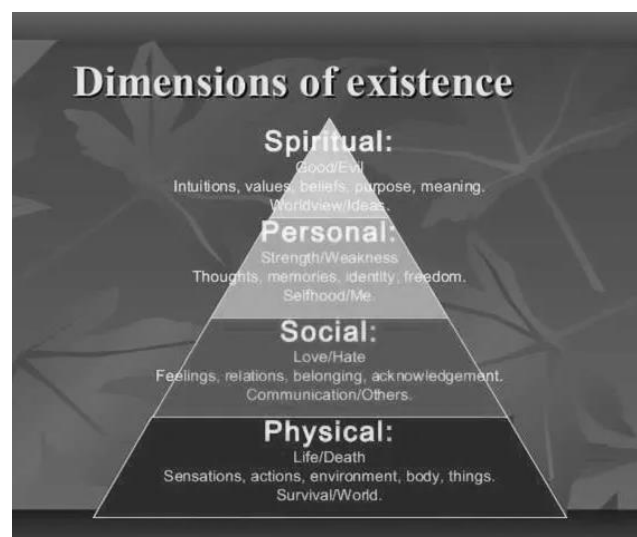 Dimensions of existence
Spiritual:
Good/Evil
Intuitions, values, beliefs, purpose, meaning.
Worldview/Ideas.
Personal:
Strength/Weakness
Thoughts, memories, identity, freedom.
Selfhood/Me.
Social:
Love/Hate
Feelings, relations, belonging, acknowledgement.
Communication/Others.
Physical:
Life/Death
Sensations, actions, environment, body, things.
Survival/World.